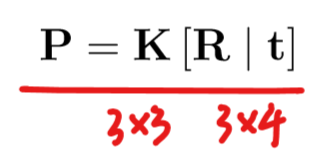 P = K [R | t]
3×3 3×4